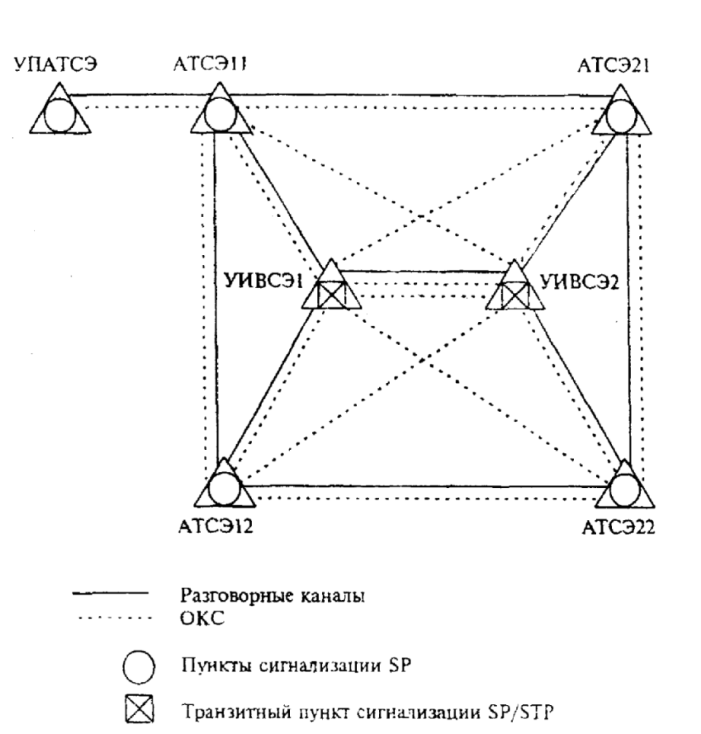 УПАТСЭ
АТСЭ11
АТСЭ21
УИВСЭ1
УИВСЭ2
АТСЭ12
АТСЭ22
Разговорные каналы
ОКС
Пункты сигнализации SP
Транзитный пункт сигнализации SP/STP